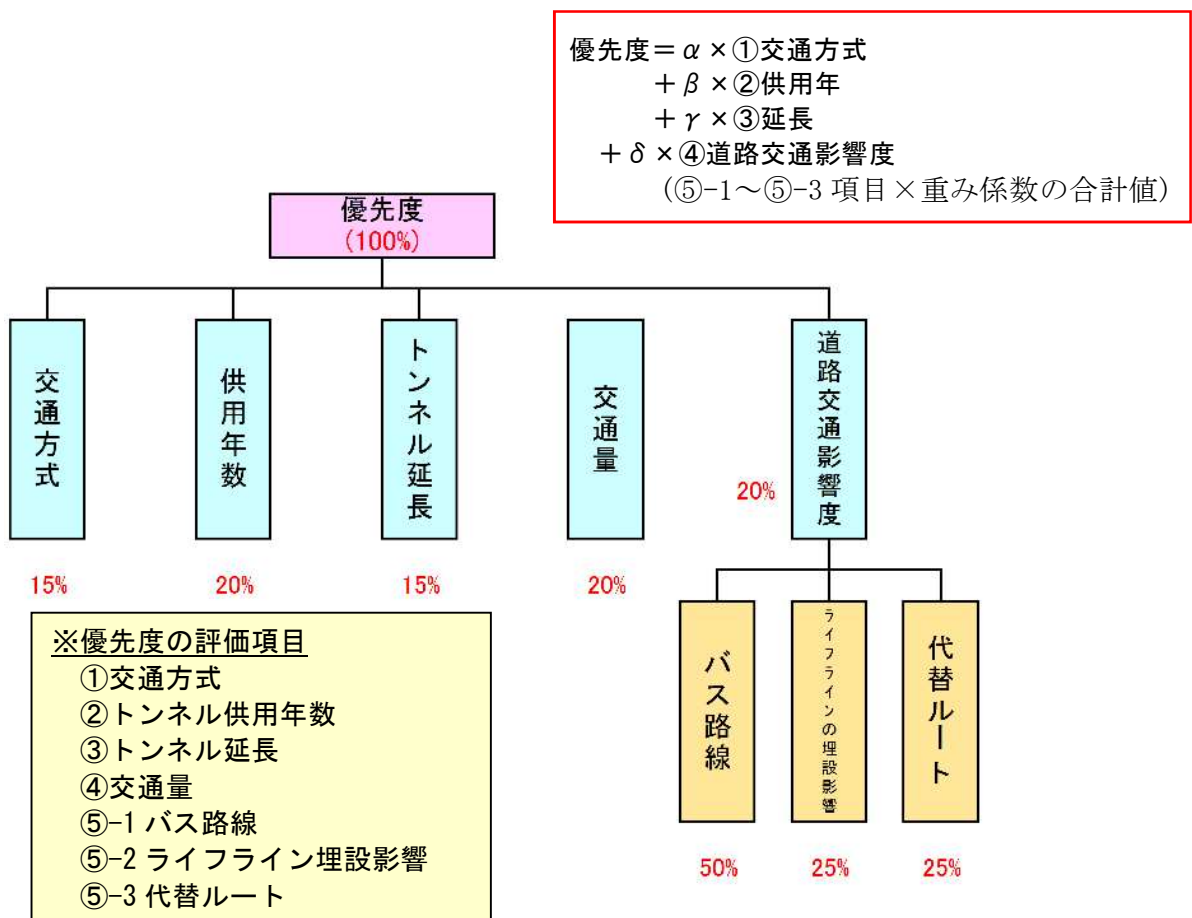 優先度＝α×①交通方式
＋β×②供用年
＋γ×③延長
＋δ×④道路交通影響度
（⑤-1～⑤-3 項目×重み係数の合計値）
優先度
(100%)
交通方式
供用年数
トンネル延長
交通量
道路交通影響度
15%
20%
15%
20%
20%
バス路線
ライフラインの埋設影響
代替ルート
50%
25%
25%
※優先度の評価項目
①交通方式
②トンネル供用年数
③トンネル延長
④交通量
⑤-1 バス路線
⑤-2 ライフライン埋設影響
⑤-3 代替ルート